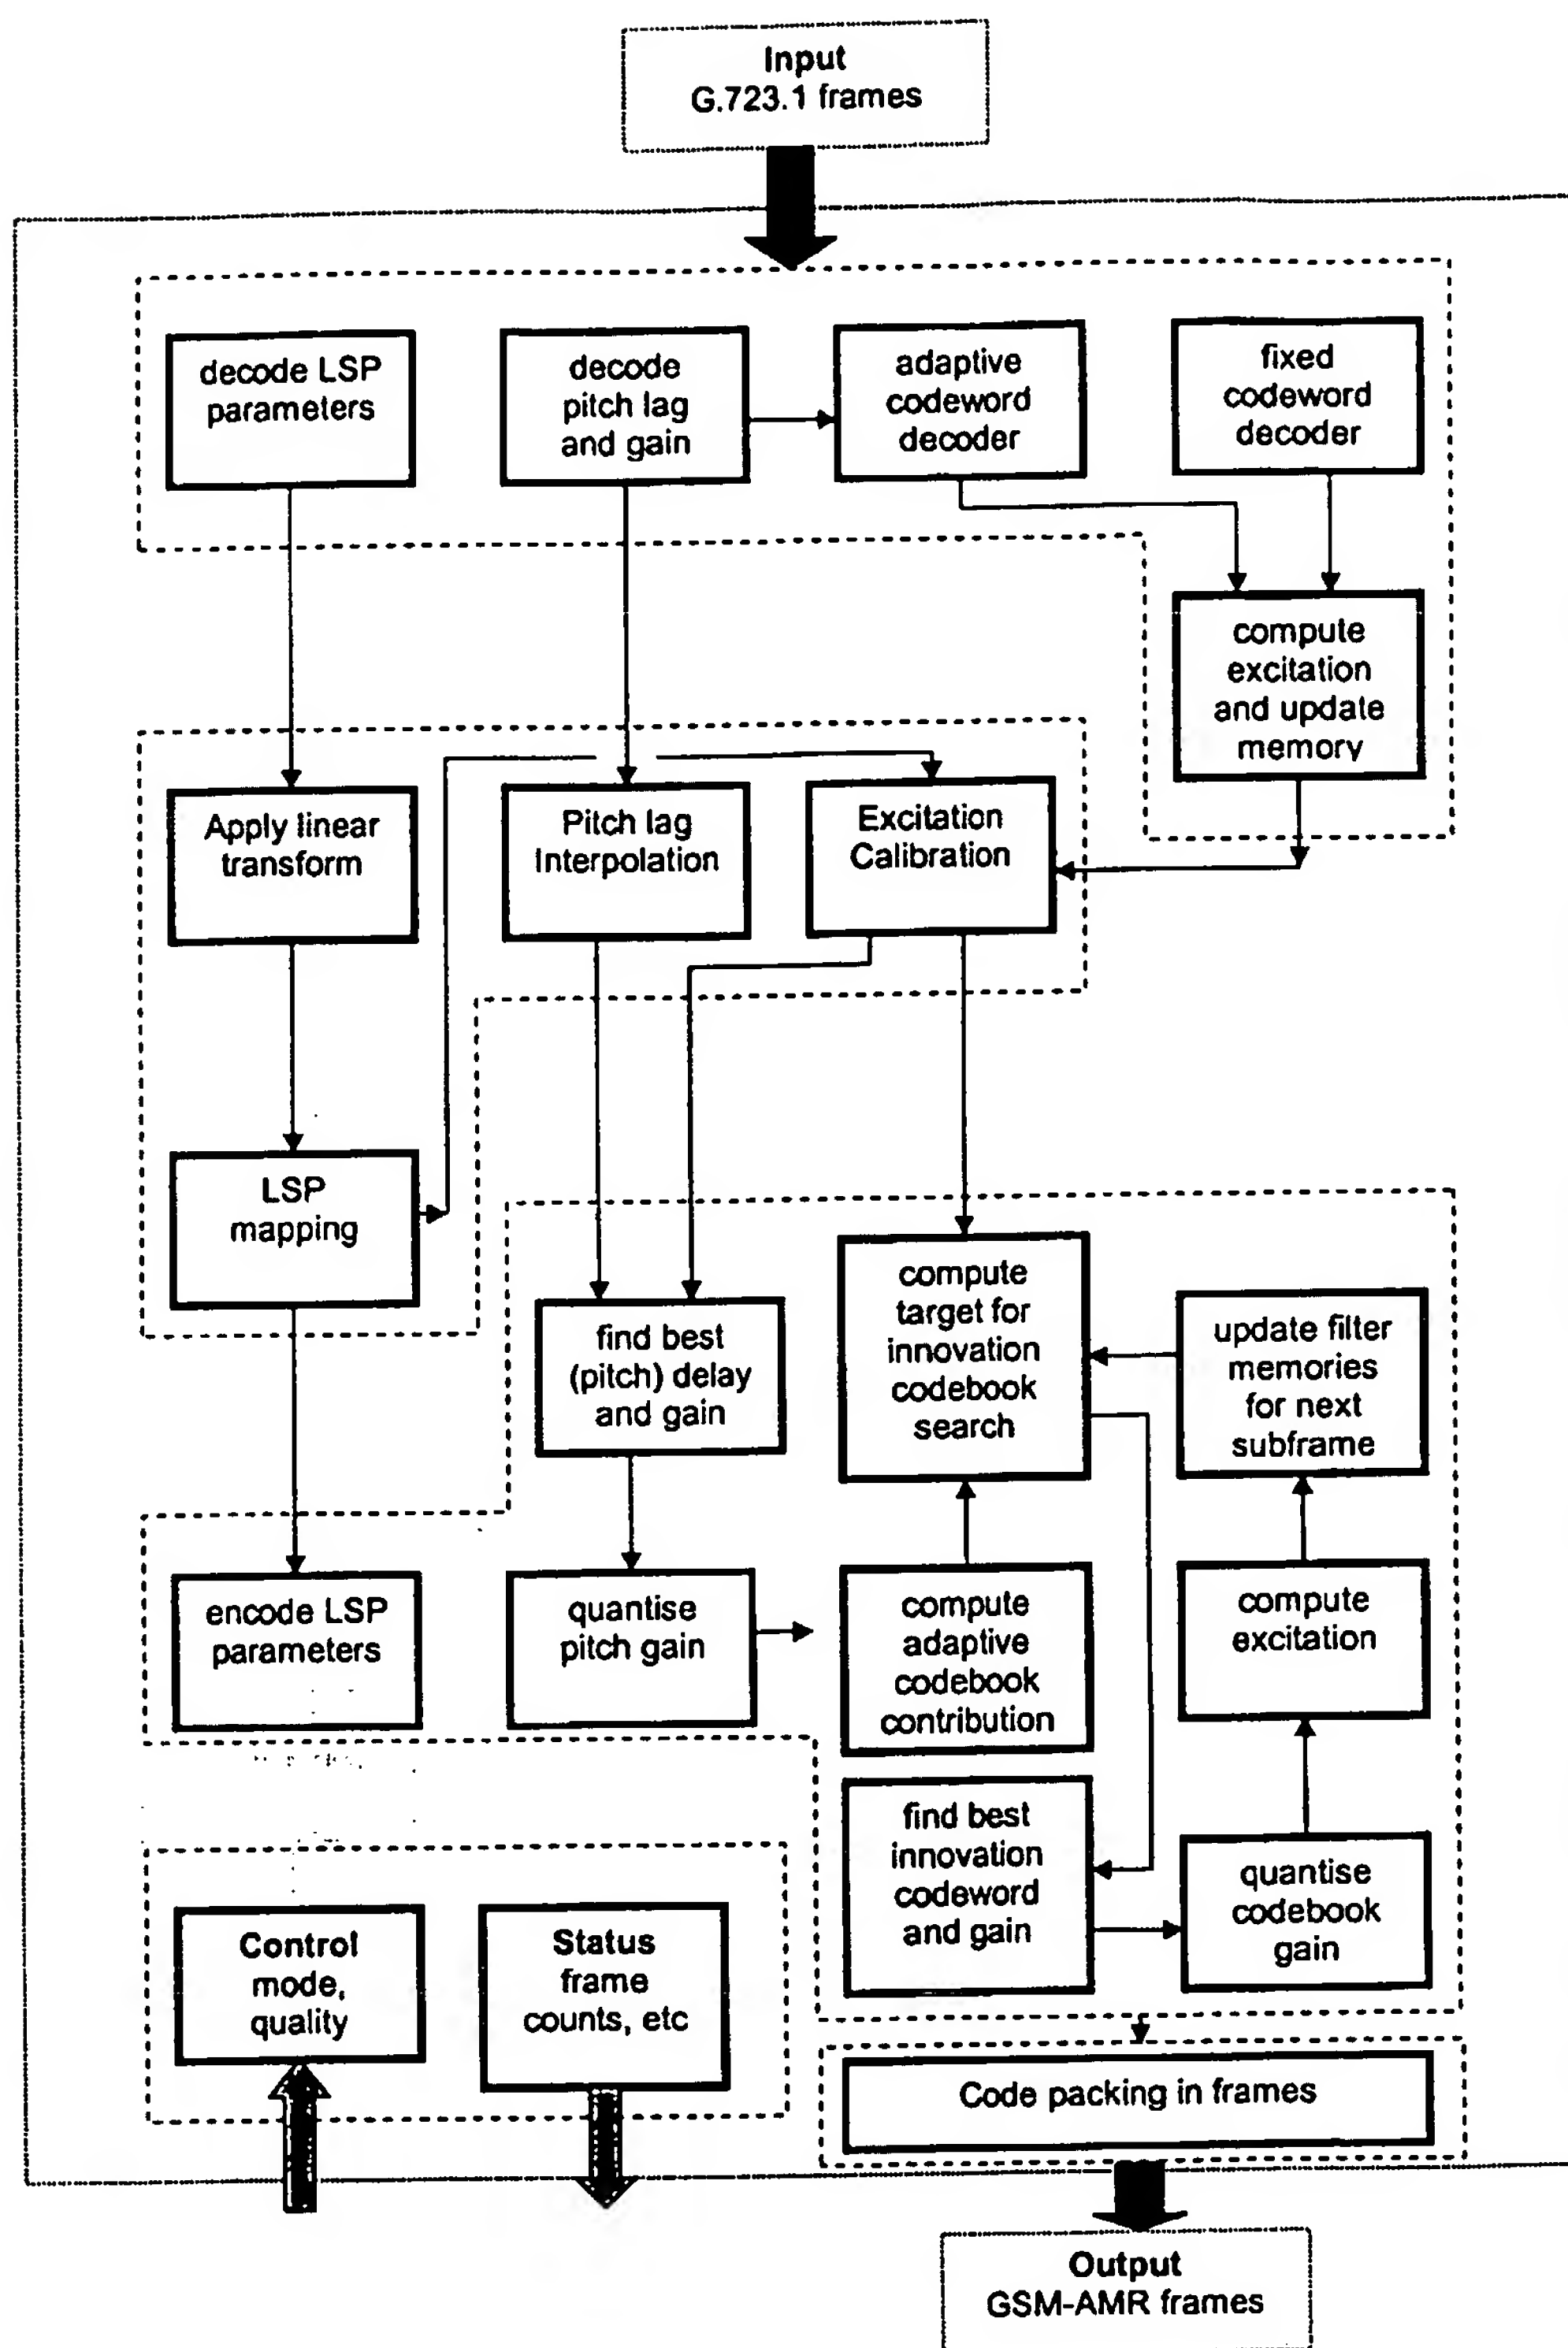 Input
G.723.1 frames
decode LSP
parameters
decode
pitch lag
and gain
adaptive
codeword
decoder
fixed
codeword
decoder
compute
excitation
and update
memory
Apply linear
transform
Pitch lag
Interpolation
Excitation
Calibration
LSP
mapping
find best
(pitch) delay
and gain
compute
target for
innovation
codebook
search
update filter
memories
for next
subframe
encode LSP
parameters
quantise
pitch gain
compute
adaptive
codebook
contribution
compute
excitation
find best
innovation
codeword
and gain
quantise
codebook
gain
Control
mode,
quality
Status
frame
counts, etc
Code packing in frames
Output
GSM-AMR frames